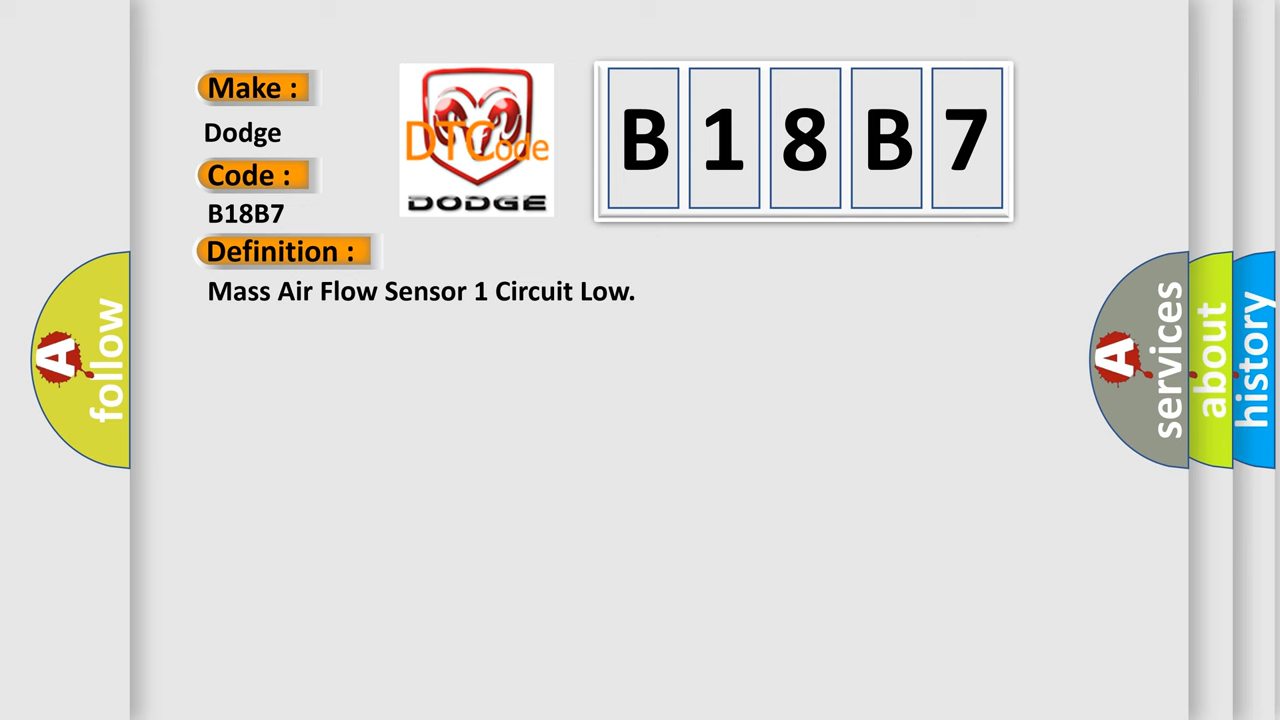 Make :
Dodge
Code :
B18B7
Definition :
Mass Air Flow Sensor 1 Circuit Low.
DTCode
DODGE
B 1 8 B 7
A follow
A services
about
history